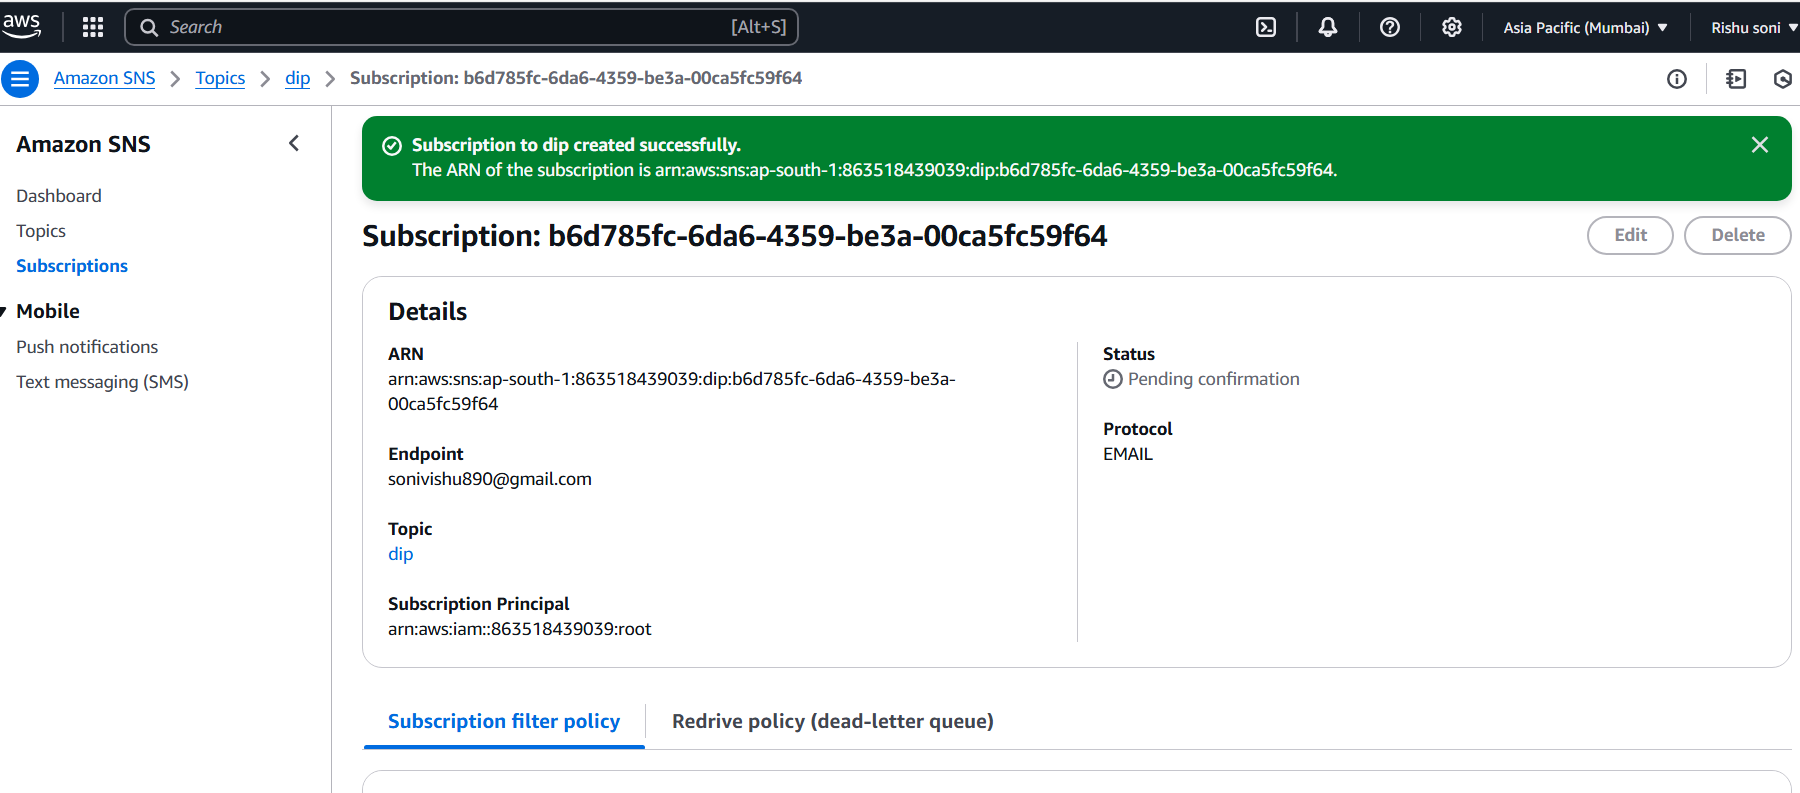 aws
Search
[Alt+S]
Asia Pacific (Mumbai)
Rishu soni
Amazon SNS
Topics
dip
Subscription: b6d785fc-6da6-4359-be3a-00ca5fc59f64
Amazon SNS
Dashboard
Topics
Subscriptions
Mobile
Push notifications
Text messaging (SMS)
Subscription to dip created successfully.
The ARN of the subscription is arn:aws:sns:ap-south-1:863518439039:dip:b6d785fc-6da6-4359-be3a-00ca5fc59f64.
Subscription: b6d785fc-6da6-4359-be3a-00ca5fc59f64
Edit
Delete
Details
ARN
arn:aws:sns:ap-south-1:863518439039:dip:b6d785fc-6da6-4359-be3a-
00ca5fc59f64
Endpoint
sonivishu890@gmail.com
Topic
dip
Subscription Principal
arn:aws:iam::863518439039:root
Status
Pending confirmation
Protocol
EMAIL
Subscription filter policy
Redrive policy (dead-letter queue)